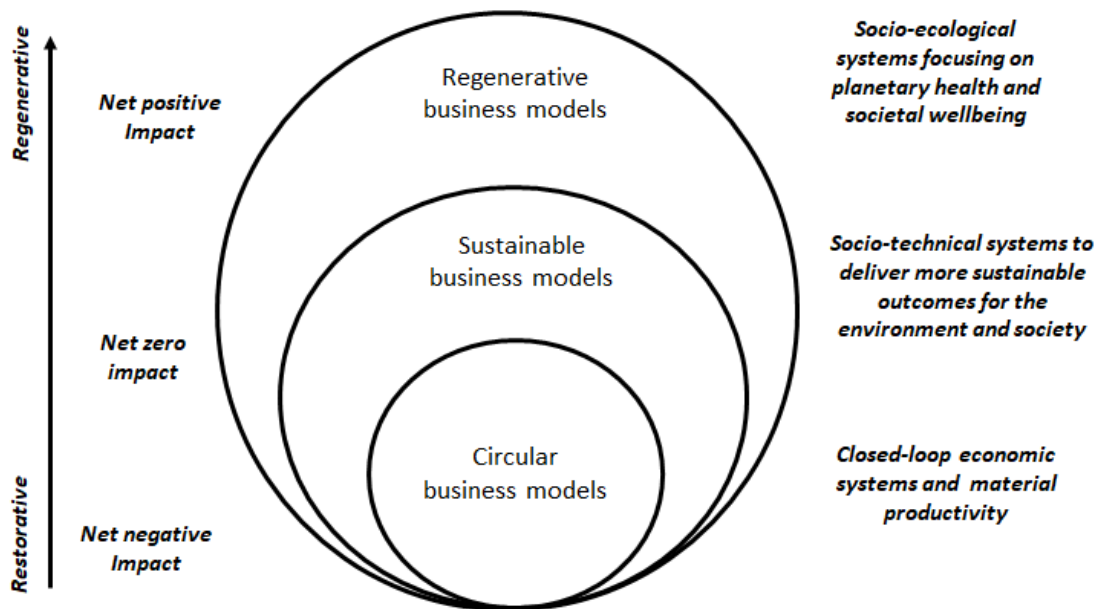 Regenerative
Restorative
Net positive
Impact
Net zero
impact
Net negative
Impact
Regenerative
business models
Sustainable
business models
Circular
business models
Socio-ecological
systems focusing on
planetary health and
societal wellbeing
Socio-technical systems to
deliver more sustainable
outcomes for the
environment and society
Closed-loop economic
systems and material
productivity